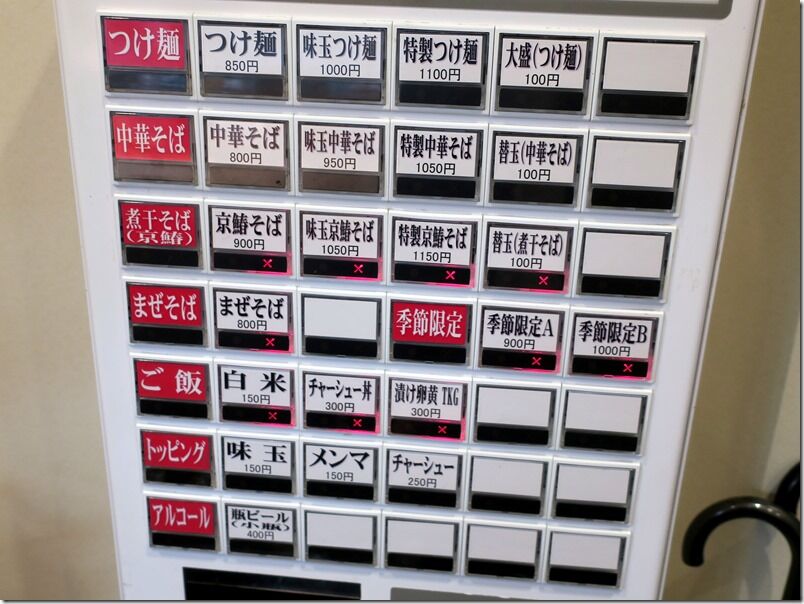 つけ麺
つけ麺
850円
味玉つけ麺
1000円
特製つけ麺
1100円
大盛(つけ麺)
100円
中華そば
中華そば
800円
味玉中華そば
950円
特製中華そば
1050円
替玉(中華そば)
100円
煮干そば
(京鰆)
京鰆そば
900円
×
味玉京鰆そば
1050円
×
特製京鰆そば
1150円
×
替玉(煮干そば)
100円
×
まぜそば
まぜそば
800円
×
季節限定
季節限定A
900円
×
季節限定B
1000円
×
ご飯
白米
150円
×
チャーシュー丼
300円
×
漬け卵黄TKG
300円
×
トッピング
味玉
150円
メンマ
150円
チャーシュー
250円
アルコール
瓶ビール
(小瓶)
400円